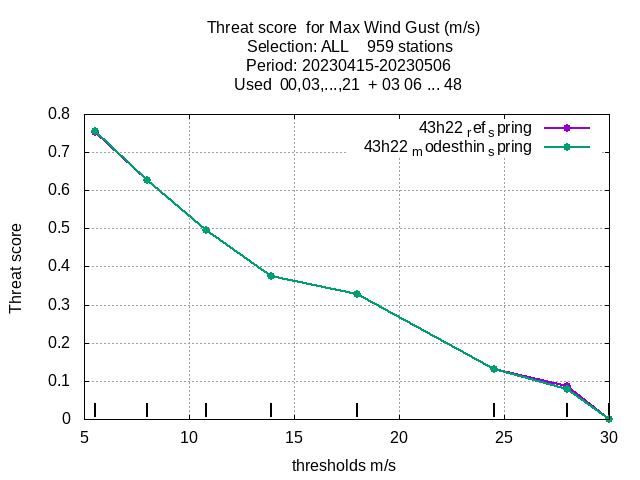 Threat score for Max Wind Gust (m/s)
Selection: ALL 959 stations
Period: 20230415-20230506
Used 00,03,...,21 + 03 06 ... 48
43h22 ref spring
43h22 modesthin spring
0.8
0.7
0.6
0.5
0.4
0.3
0.2
0.1
0
Threat score
5 10 15 20 25 30
thresholds m/s